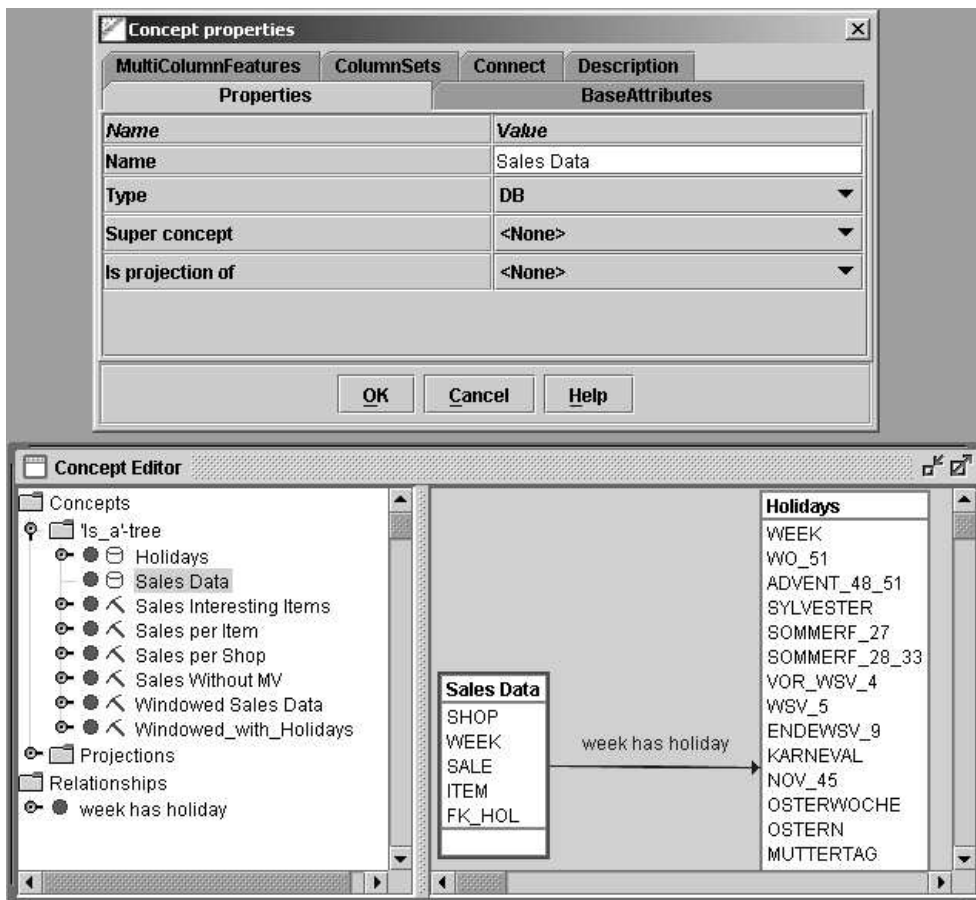 Concept properties
MultiColumnFeatures ColumnSets Connect Description
Properties BaseAttributes
Name Value
Name Sales Data
Type DB
Super concept <None>
Is projection of <None>
OK Cancel Help
Concept Editor
Concepts
'Is_a'-tree
Holidays
Sales Data
Sales Interesting Items
Sales per Item
Sales per Shop
Sales Without MV
Windowed Sales Data
Windowed_with_Holidays
Projections
Relationships
week has holiday
Sales Data
SHOP
WEEK
SALE
ITEM
FK_HOL
week has holiday
Holidays
WEEK
WO_51
ADVENT_48_51
SYLVESTER
SOMMERF_27
SOMMERF_28_33
VOR_WSV_4
WSV_5
ENDEWSV_9
KARNEVAL
NOV_45
OSTERWOCHE
OSTERN
MUTTERTAG